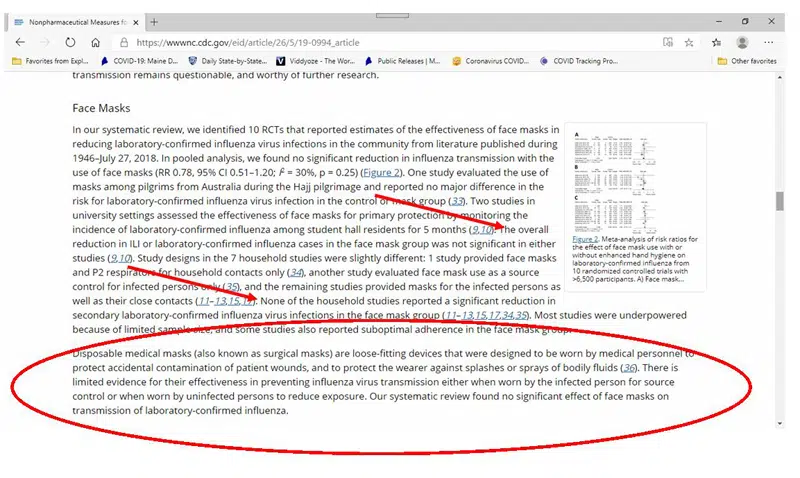 Nonpharmaceutical Measures fo
https://wwwnc.cdc.gov/eid/article/26/5/19-0994_article
Favorites from Expl...
COVID-19: Maine D...
Daily State-by-State...
Viddyoze - The Wor...
Public Releases | M...
Coronavirus COVID...
COVID Tracking Pro...
Other favorites
transmission remains questionable, and worthy of further research.
Face Masks
In our systematic review, we identified 10 RCTs that reported estimates of the effectiveness of face masks in
reducing laboratory-confirmed influenza virus infections in the community from literature published during
1946–July 27, 2018. In pooled analysis, we found no significant reduction in influenza transmission with the
use of face masks (RR 0.78, 95% CI 0.51–1.20; I² = 30%, p = 0.25) (Figure 2). One study evaluated the use of
masks among pilgrims from Australia during the Hajj pilgrimage and reported no major difference in the
risk for laboratory-confirmed influenza virus infection in the control or mask group (33). Two studies in
university settings assessed the effectiveness of face masks for primary protection by monitoring the
incidence of laboratory-confirmed influenza among student hall residents for 5 months (9,10). The overall
reduction in ILI or laboratory-confirmed influenza cases in the face mask group was not significant in either
studies (9,10). Study designs in the 7 household studies were slightly different: 1 study provided face masks
and P2 respirators for household contacts only (34), another study evaluated face mask use as a source
control for infected persons only (35), and the remaining studies provided masks for the infected persons as
well as their close contacts (11–13,15,17). None of the household studies reported a significant reduction in
secondary laboratory-confirmed influenza virus infections in the face mask group (11–13,15,17,34,35). Most studies were underpowered
because of limited sample size, and some studies also reported suboptimal adherence in the face mask group.
Disposable medical masks (also known as surgical masks) are loose-fitting devices that were designed to be worn by medical personnel to
protect accidental contamination of patient wounds, and to protect the wearer against splashes or sprays of bodily fluids (36). There is
limited evidence for their effectiveness in preventing influenza virus transmission either when worn by the infected person for source
control or when worn by uninfected persons to reduce exposure. Our systematic review found no significant effect of face masks on
transmission of laboratory-confirmed influenza.
A
B
C
Figure 2. Meta-analysis of risk ratios for
the effect of face mask use with or
without enhanced hand hygiene on
laboratory-confirmed influenza from
10 randomized controlled trials with
>6,500 participants. A) Face mask...